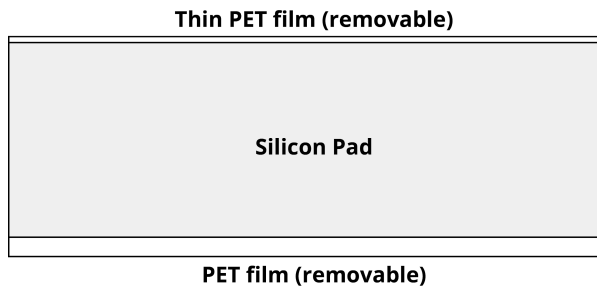 Thin PET film (removable)
Silicon Pad
PET film (removable)